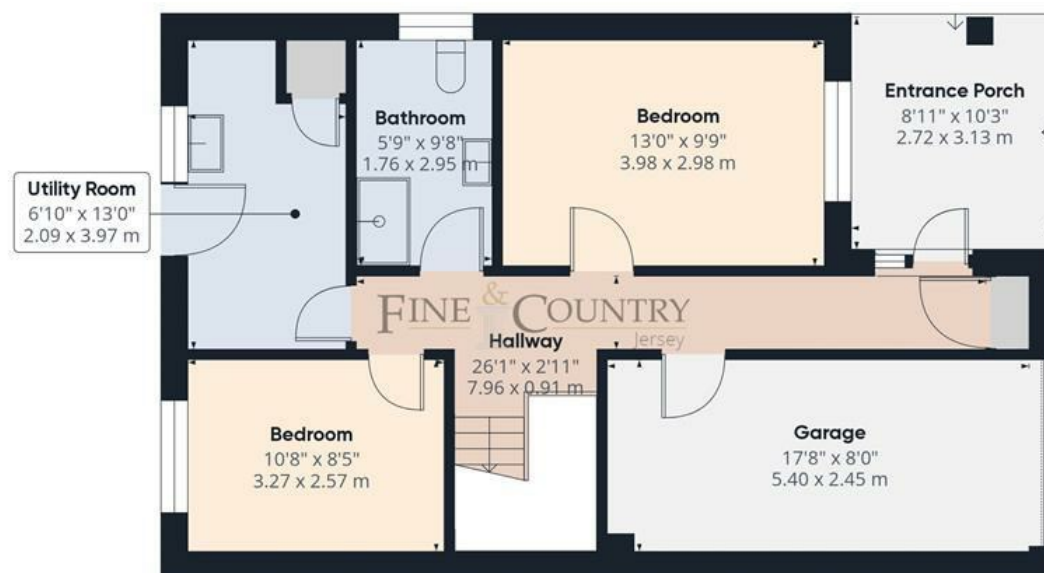 Utility Room
6'10" x 13'0"
2.09 x 3.97 m
Bathroom
5'9" x 9'8"
1.76 x 2.95 m
Bedroom
13'0" x 9'9"
3.98 x 2.98 m
Entrance Porch
8'11" x 10'3"
2.72 x 3.13 m
FINE & COUNTRY
Jersey
Hallway
26'1" x 2'11"
7.96 x 0.91 m
Bedroom
10'8" x 8'5"
3.27 x 2.57 m
Garage
17'8" x 8'0"
5.40 x 2.45 m